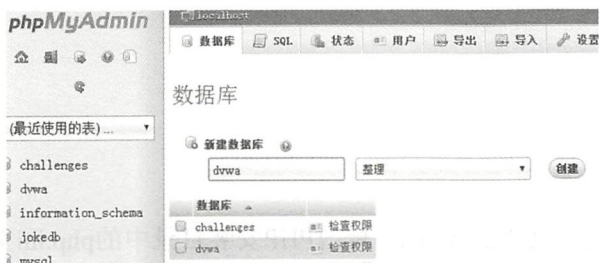 phpMyAdmin
localhost
数据库 SQL 状态 用户 导出 导入 设置
数据库
(最近使用的表) ...
新建数据库
dvwa 整理 创建
challenges
dvwa
information_schema
jokedb
mysql
数据库
challenges 检查权限
dvwa 检查权限